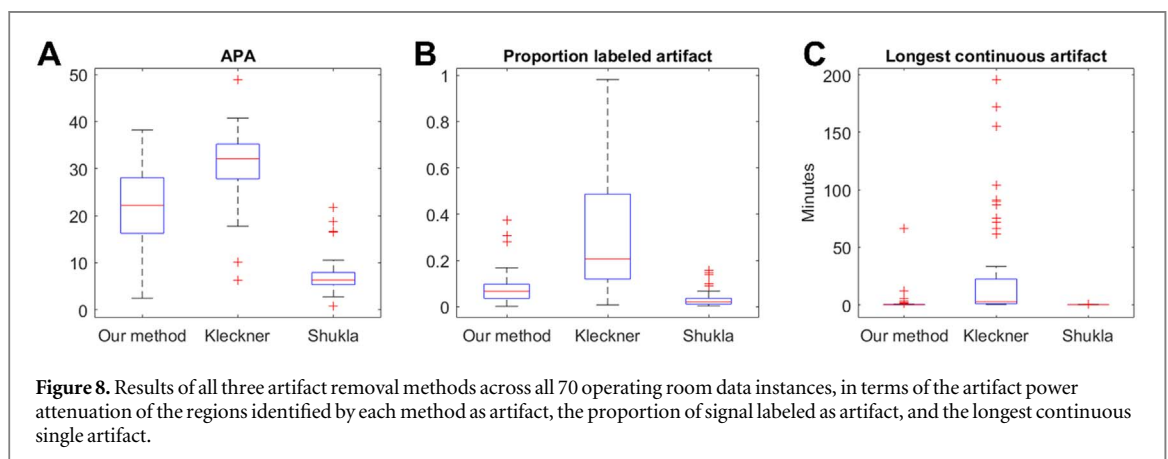 A
APA
50
40
30
20
10
0
Our method Kleckner Shukla
B
Proportion labeled artifact
1
0.8
0.6
0.4
0.2
0
Our method Kleckner Shukla
C
Longest continuous artifact
Minutes
200
150
100
50
0
Our method Kleckner Shukla
Figure 8. Results of all three artifact removal methods across all 70 operating room data instances, in terms of the artifact power
attenuation of the regions identified by each method as artifact, the proportion of signal labeled as artifact, and the longest continuous
single artifact.